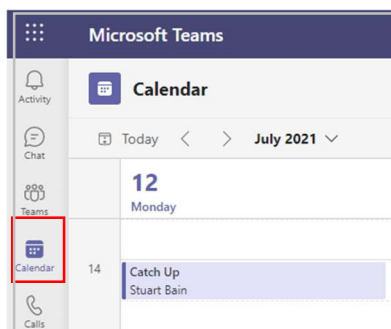 Microsoft Teams
Activity
Calendar
Chat
Today July 2021
Teams
12
Monday
Calendar
14 Catch Up
Stuart Bain
Calls